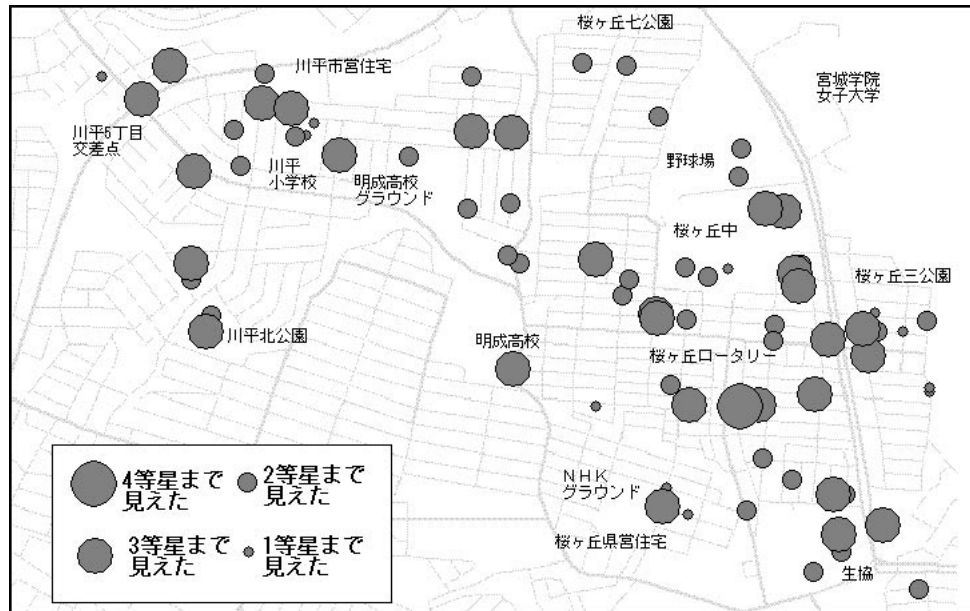 桜ヶ丘七公園
川平市営住宅
宮城学院
女子大学
川平5丁目
交差点
川平
小学校
明成高校
グラウンド
野球場
桜ヶ丘中
桜ヶ丘三公園
川平北公園
明成高校
桜ヶ丘ロータリー
NHK
グラウンド
桜ヶ丘県営住宅
生協
4等星まで
見えた
2等星まで
見えた
3等星まで
見えた
1等星まで
見えた